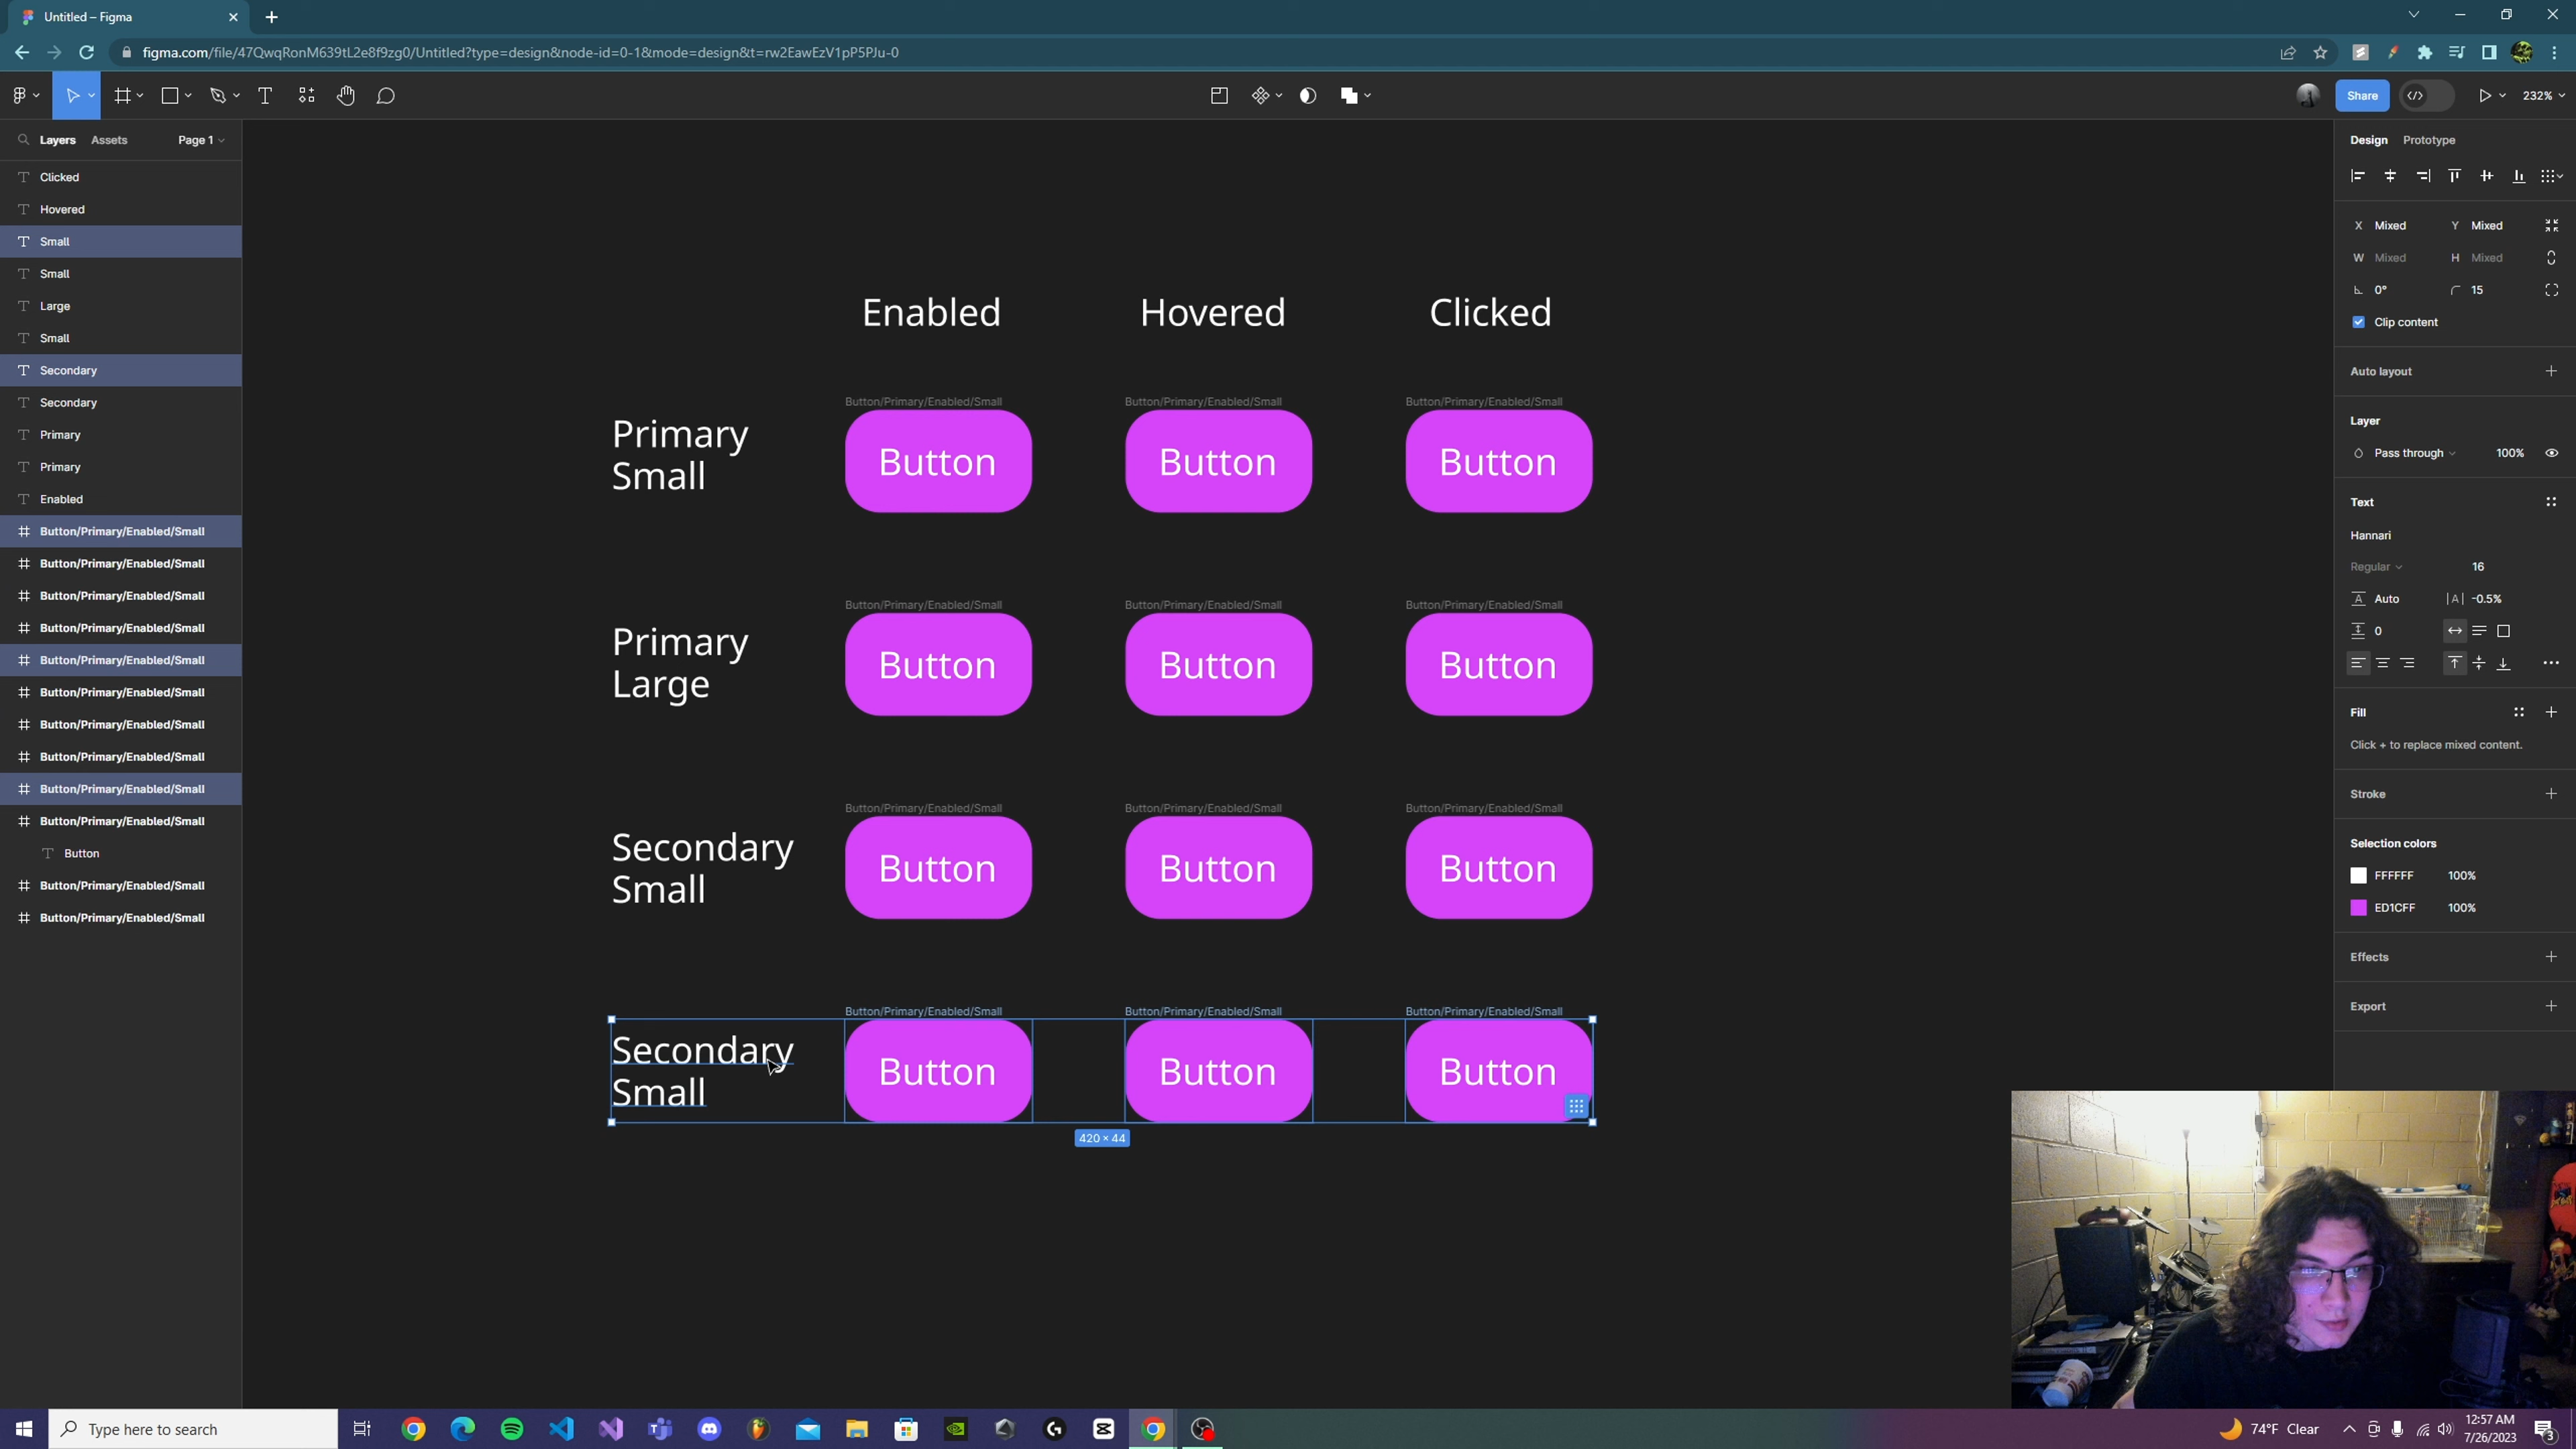 Untitled – Figma
figma.com/file/47QwqRonM639tL2e8f9zg0/Untitled?type=design&node-id=0-1&mode=design&t=rw2EawEzV1pP5PJu-0
Share
232%
Layers Assets Page 1
Clicked
Hovered
Small
Small
Large
Small
Secondary
Secondary
Primary
Primary
Enabled
Button/Primary/Enabled/Small
Button/Primary/Enabled/Small
Button/Primary/Enabled/Small
Button/Primary/Enabled/Small
Button/Primary/Enabled/Small
Button/Primary/Enabled/Small
Button/Primary/Enabled/Small
Button/Primary/Enabled/Small
Button/Primary/Enabled/Small
Button/Primary/Enabled/Small
Button
Button/Primary/Enabled/Small
Button/Primary/Enabled/Small
Enabled Hovered Clicked
Button/Primary/Enabled/Small Button/Primary/Enabled/Small Button/Primary/Enabled/Small
Primary
Small
Button Button Button
Button/Primary/Enabled/Small Button/Primary/Enabled/Small Button/Primary/Enabled/Small
Primary
Large
Button Button Button
Button/Primary/Enabled/Small Button/Primary/Enabled/Small Button/Primary/Enabled/Small
Secondary
Small
Button Button Button
Button/Primary/Enabled/Small Button/Primary/Enabled/Small Button/Primary/Enabled/Small
Secondary
Small
Button Button Button
420 × 44
Design Prototype
X Mixed Y Mixed
W Mixed H Mixed
0° 15
Clip content
Auto layout
Layer
Pass through 100%
Text
Hannari
Regular 16
Auto |A| -0.5%
0
Fill
Click + to replace mixed content.
Stroke
Selection colors
FFFFFF 100%
ED1CFF 100%
Effects
Export
Type here to search
74°F Clear
12:57 AM
7/26/2023
3